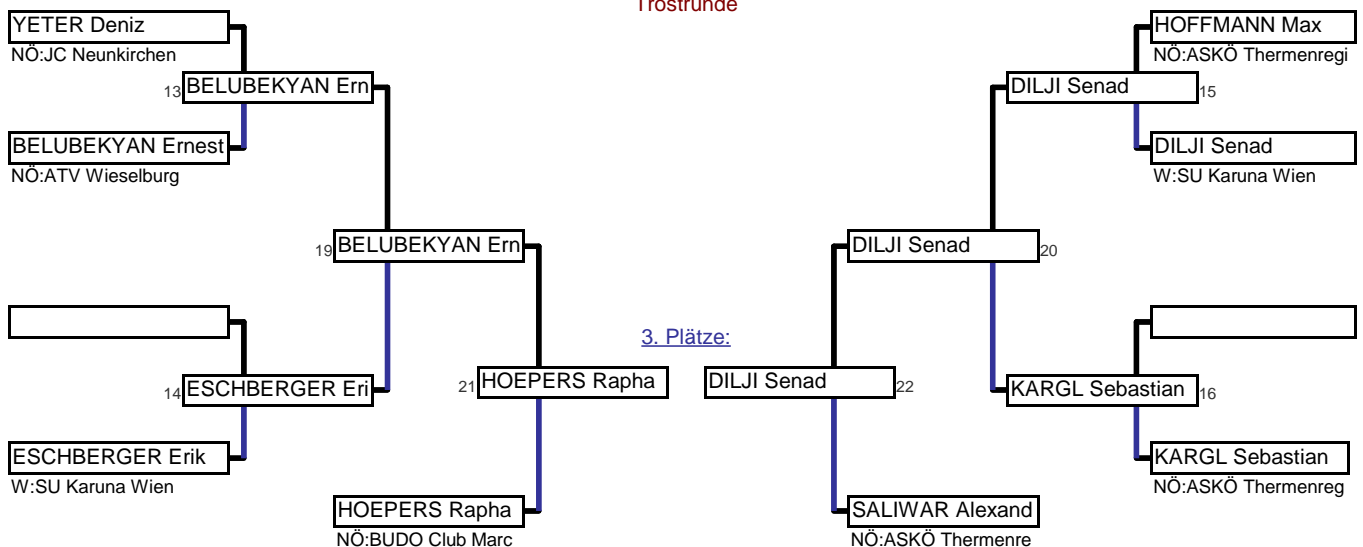 Trostrunde
YETER Deniz
NÖ:JC Neunkirchen
13
BELUBEKYAN Ern
BELUBEKYAN Ernest
NÖ:ATV Wieselburg
19
BELUBEKYAN Ern
14
ESCHBERGER Eri
ESCHBERGER Erik
W:SU Karuna Wien
21
HOEPERS Rapha
HOEPERS Rapha
NÖ:BUDO Club Marc
3. Plätze:
HOFFMANN Max
NÖ:ASKÖ Thermenregi
DILJI Senad
15
DILJI Senad
W:SU Karuna Wien
DILJI Senad
20
DILJI Senad
22
KARGL Sebastian
16
KARGL Sebastian
NÖ:ASKÖ Thermenreg
SALIWAR Alexand
NÖ:ASKÖ Thermenre